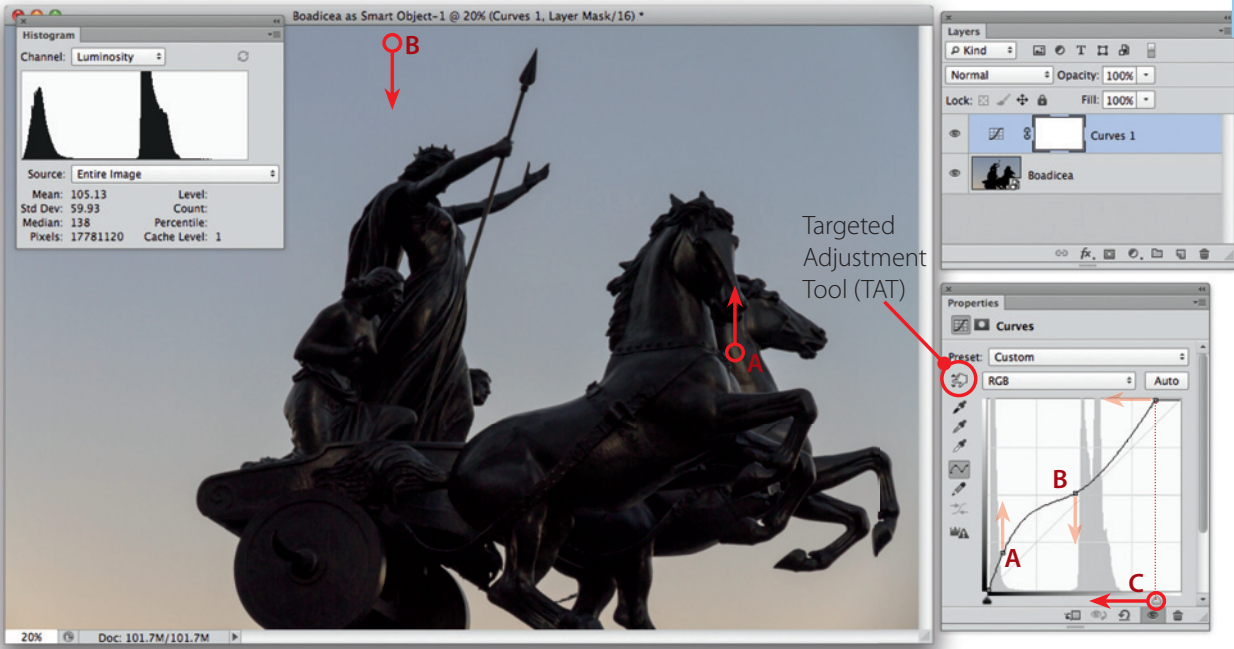 Boadicea as Smart Object-1 @ 20% (Curves 1, Layer Mask/16) *
Histogram
Channel: Luminosity
Source: Entire Image
Mean: 105.13 Level:
Std Dev: 59.93 Count:
Median: 138 Percentile:
Pixels: 17781120 Cache Level: 1
B
A
20% Doc: 101.7M/101.7M
Targeted
Adjustment
Tool (TAT)
Layers
Kind T
Normal Opacity: 100%
Lock: Fill: 100%
Curves 1
Boadicea
fx
Properties
Curves
Preset: Custom
RGB Auto
B
A
C